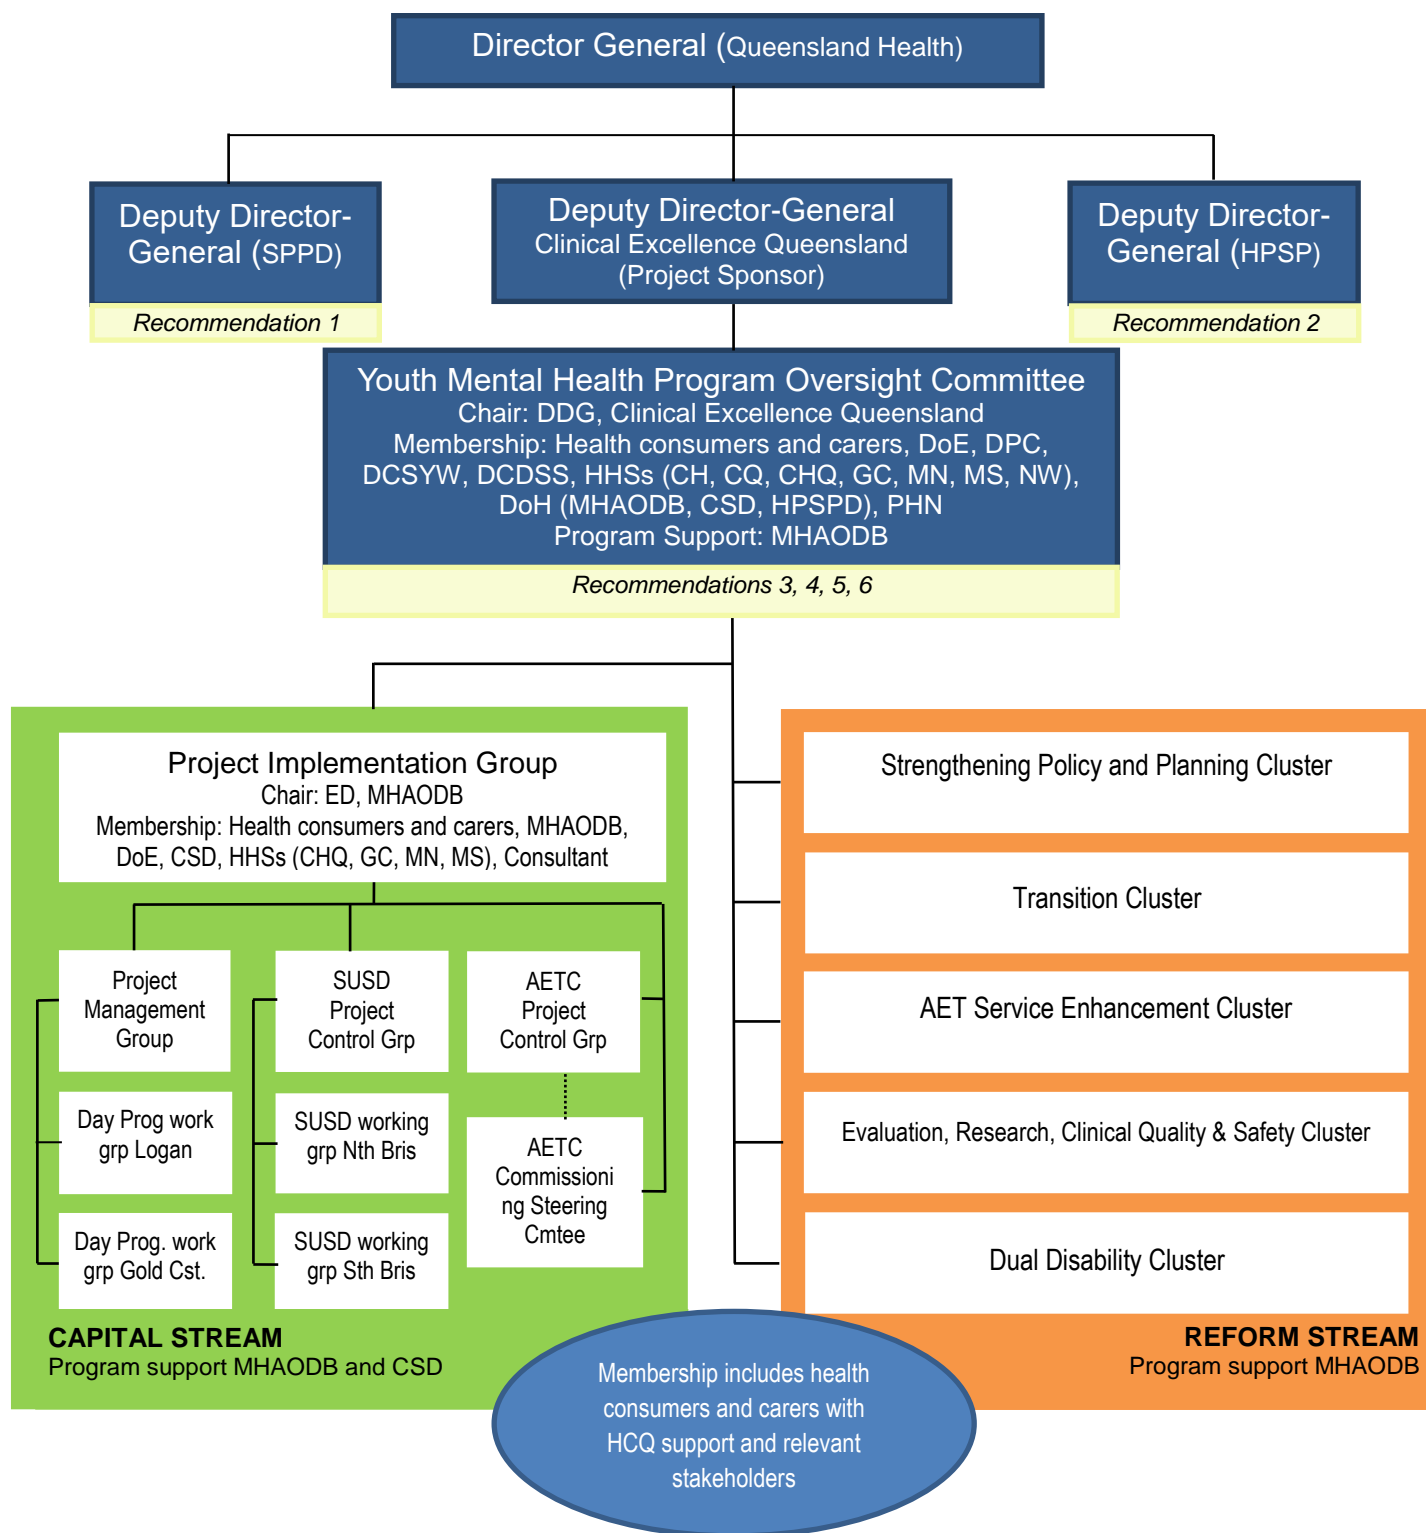 Director General (Queensland Health)
Deputy Director-
General (SPPD)
Recommendation 1
Deputy Director-General
Clinical Excellence Queensland
(Project Sponsor)
Deputy Director-
General (HPSP)
Recommendation 2
Youth Mental Health Program Oversight Committee
Chair: DDG, Clinical Excellence Queensland
Membership: Health consumers and carers, DoE, DPC,
DCSYW, DCDSS, HHSs (CH, CQ, CHQ, GC, MN, MS, NW),
DoH (MHAODB, CSD, HPSPD), PHN
Program Support: MHAODB
Recommendations 3, 4, 5, 6
Project Implementation Group
Chair: ED, MHAODB
Membership: Health consumers and carers, MHAODB,
DoE, CSD, HHSs (CHQ, GC, MN, MS), Consultant
Project
Management
Group
Day Prog work
grp Logan
Day Prog. work
grp Gold Cst.
SUSD
Project
Control Grp
SUSD working
grp Nth Bris
SUSD working
grp Sth Bris
AETC
Project
Control Grp
AETC
Commissioni
ng Steering
Cmtee
CAPITAL STREAM
Program support MHAODB and CSD
Strengthening Policy and Planning Cluster
Transition Cluster
AET Service Enhancement Cluster
Evaluation, Research, Clinical Quality & Safety Cluster
Dual Disability Cluster
REFORM STREAM
Program support MHAODB
Membership includes health
consumers and carers with
HCQ support and relevant
stakeholders